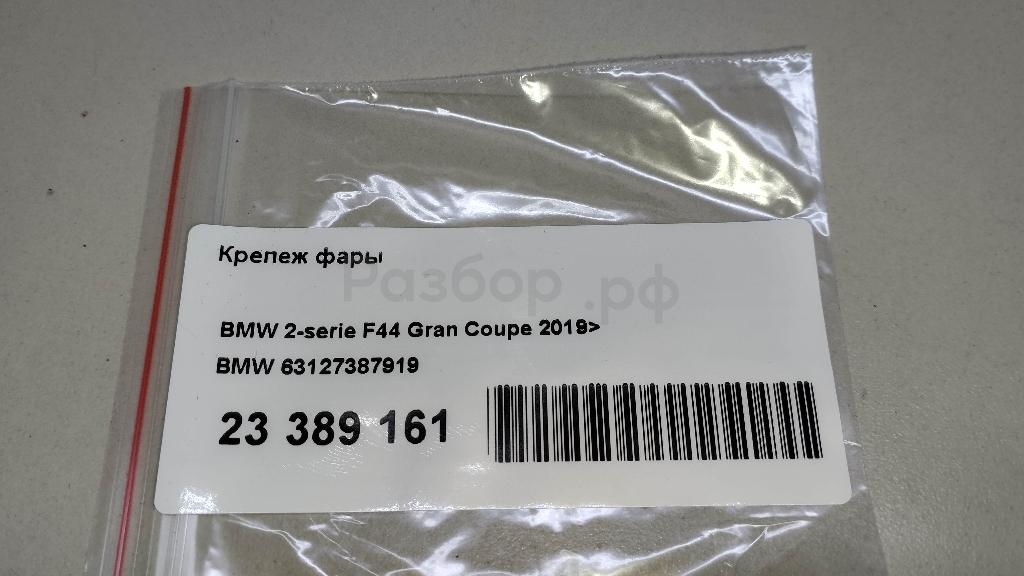 Крепеж фары
Разбор.рф
BMW 2-serie F44 Gran Coupe 2019>
BMW 63127387919
23 389 161